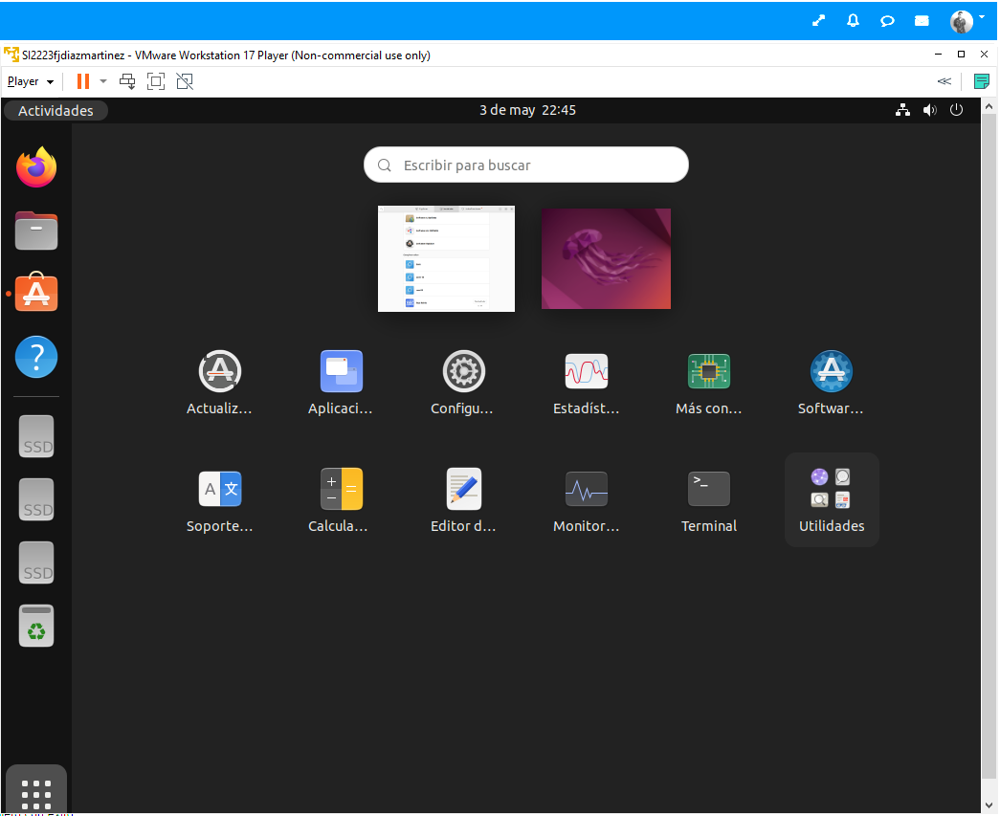 SI2223fjdiazmartinez - VMware Workstation 17 Player (Non-commercial use only)
Player
Actividades
3 de may 22:45
Escribir para buscar
Actualiz...
Aplicaci...
Configu...
Estadíst...
Más con...
Softwar...
SSD
SSD
SSD
Soporte...
Calcula...
Editor d...
Monitor...
Terminal
Utilidades